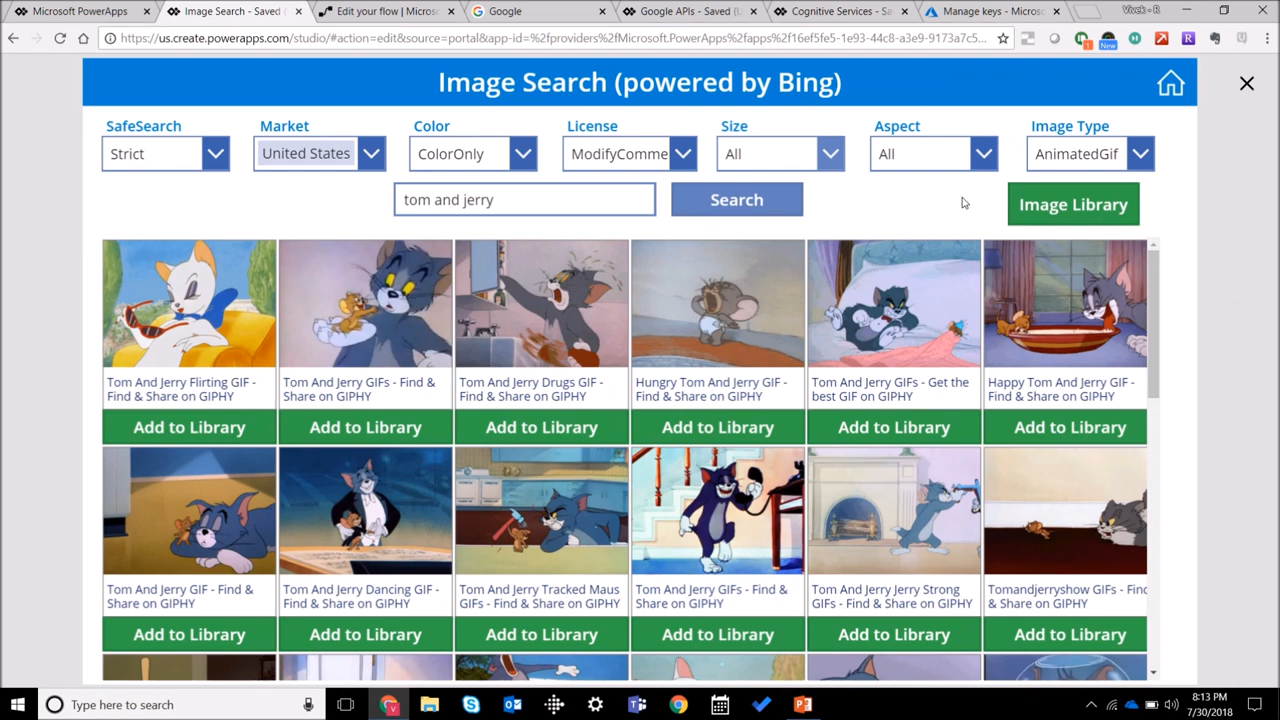 Microsoft PowerApps
Image Search - Saved (
Edit your flow | Micros
Google
Google APIs - Saved (
Cognitive Services - Sa
Manage keys - Microso
Vivek - R
https://us.create.powerapps.com/studio/#action=edit&source=portal&app-id=%2fproviders%2fMicrosoft.PowerApps%2fapps%2f16ef5fe5-1e93-44c8-a3e9-9173a7c5...
New
Image Search (powered by Bing)
SafeSearch Market Color License Size Aspect Image Type
Strict United States ColorOnly ModifyComme All All AnimatedGif
tom and jerry Search Image Library
Tom And Jerry Flirting GIF -
Find & Share on GIPHY
Tom And Jerry GIFs - Find &
Share on GIPHY
Tom And Jerry Drugs GIF -
Find & Share on GIPHY
Hungry Tom And Jerry GIF -
Find & Share on GIPHY
Tom And Jerry GIFs - Get the
best GIF on GIPHY
Happy Tom And Jerry GIF -
Find & Share on GIPHY
Add to Library Add to Library Add to Library Add to Library Add to Library Add to Library
Tom And Jerry GIF - Find &
Share on GIPHY
Tom And Jerry Dancing GIF -
Find & Share on GIPHY
Tom And Jerry Tracked Maus
GIFs - Find & Share on GIPHY
Tom And Jerry GIFs - Find &
Share on GIPHY
Tom And Jerry Jerry Strong
GIFs - Find & Share on GIPHY
Tomandjerryshow GIFs - Find
& Share on GIPHY
Add to Library Add to Library Add to Library Add to Library Add to Library Add to Library
Type here to search
8:13 PM
7/30/2018